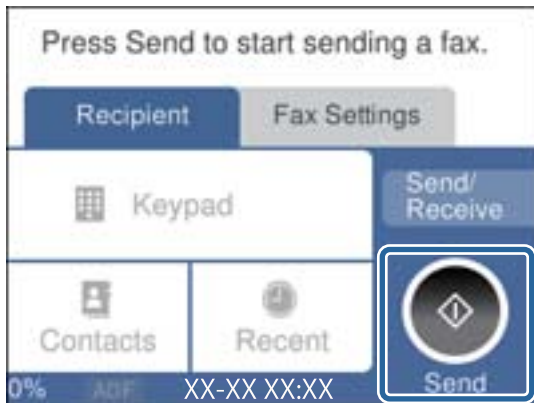 Press Send to start sending a fax.
Recipient
Fax Settings
Keypad
Send/
Receive
Contacts
Recent
Send
0%
ADF
XX-XX XX:XX